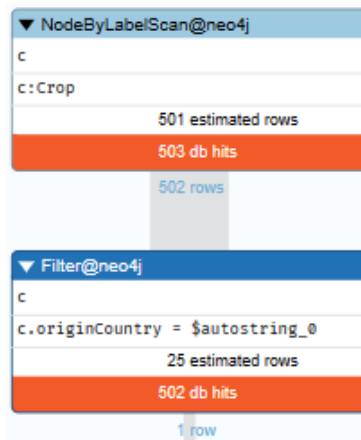 ▼ NodeByLabelScan@neo4j
c
c:Crop
501 estimated rows
503 db hits
502 rows
▼ Filter@neo4j
c
c.originCountry = $autostring_0
25 estimated rows
502 db hits
1 row